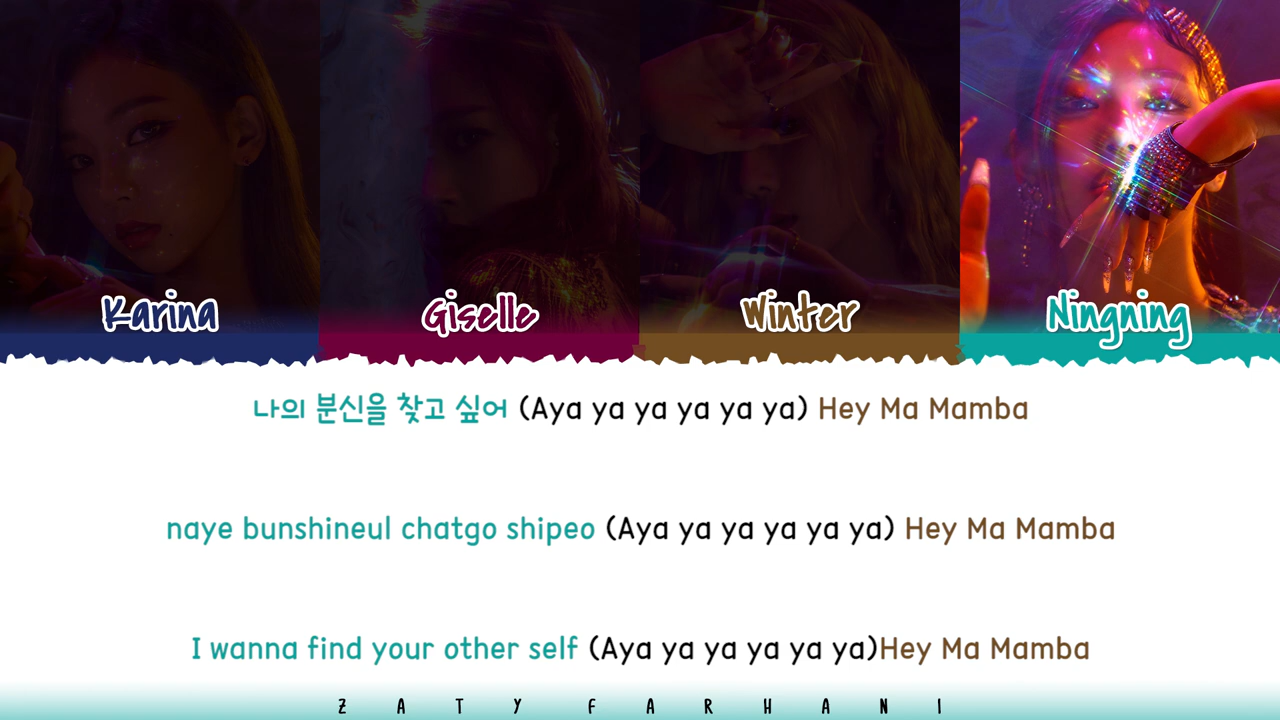 Karina
Giselle
Winter
Ningning
나의 분신을 찾고 싶어 (Aya ya ya ya ya ya) Hey Ma Mamba
naye bunshineul chatgo shipeo (Aya ya ya ya ya ya) Hey Ma Mamba
I wanna find your other self (Aya ya ya ya ya ya)Hey Ma Mamba
ZATY FARHANI